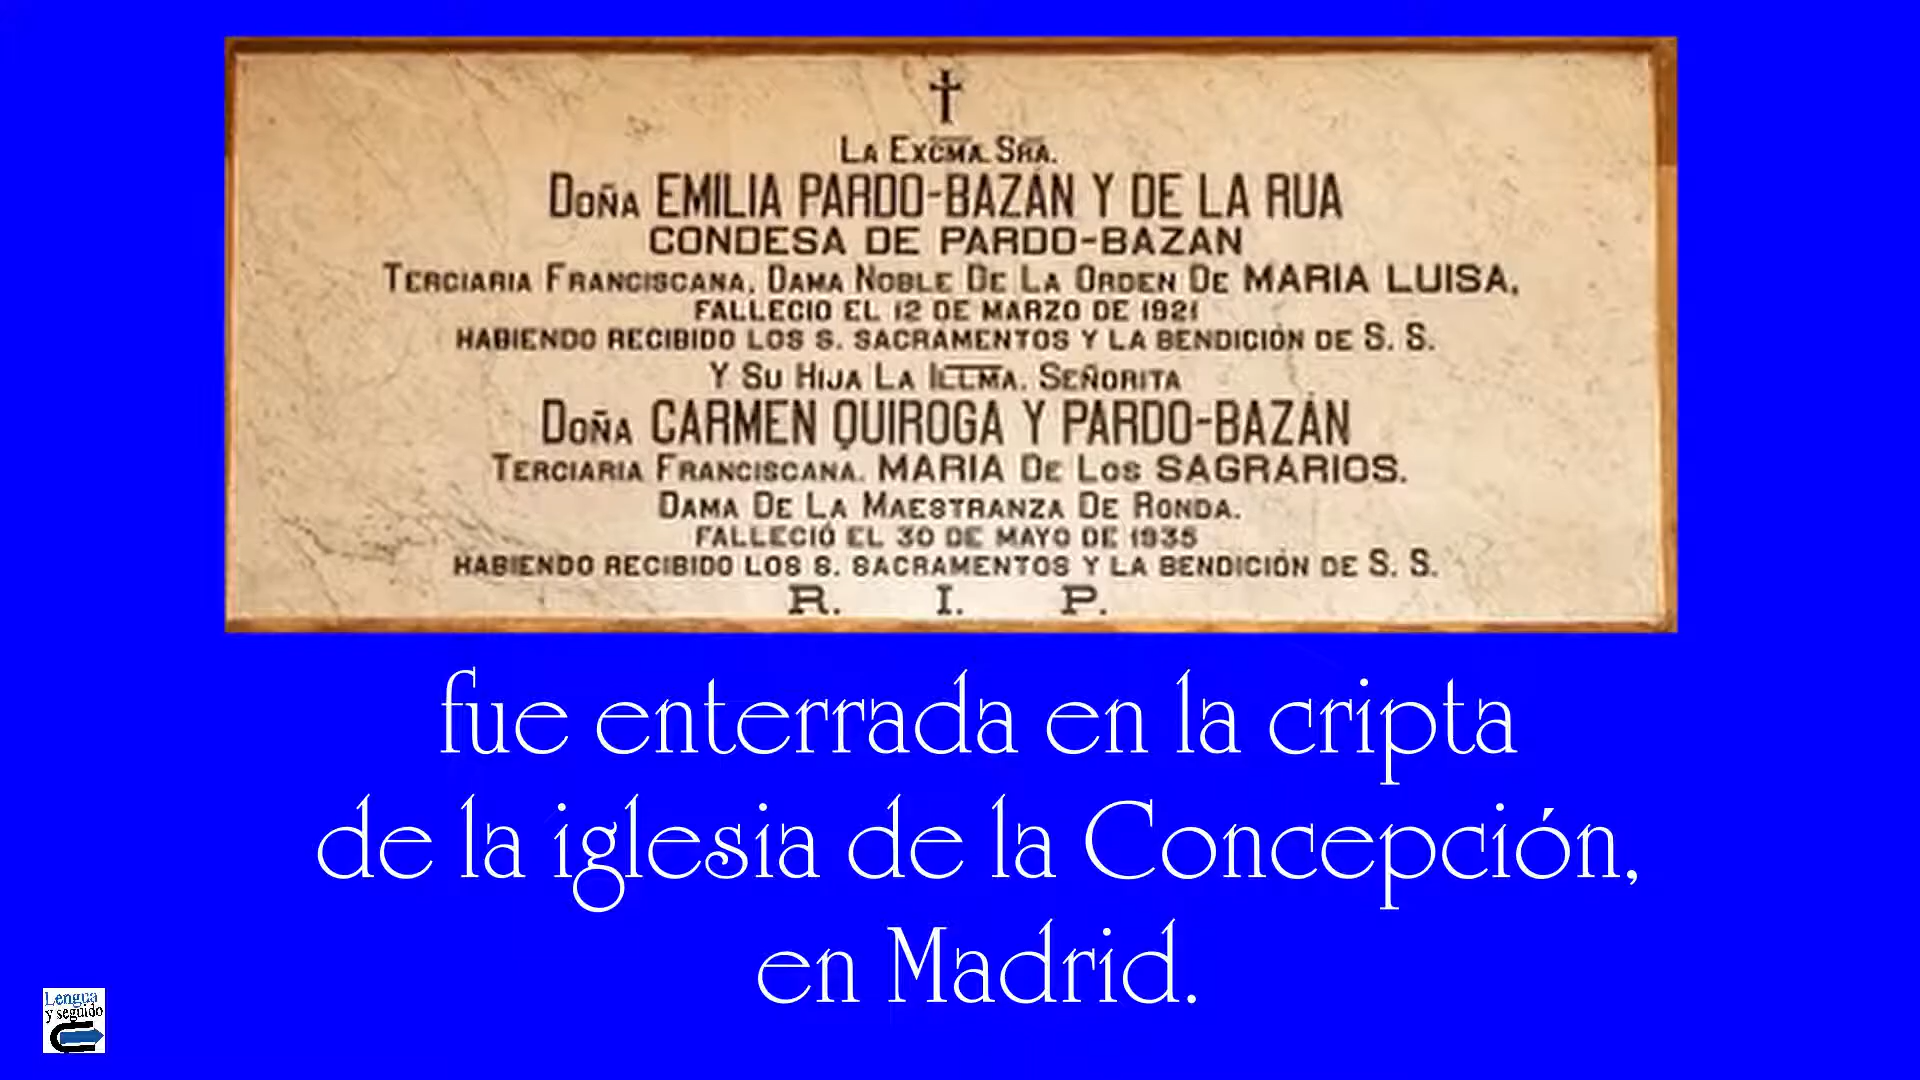 La Excma. Sra.
Doña EMILIA PARDO-BAZÁN Y DE LA RUA
CONDESA DE PARDO-BAZAN
Terciaria Franciscana, Dama Noble De La Orden De MARIA LUISA,
FALLECIO EL 12 DE MARZO DE 1921
HABIENDO RECIBIDO LOS S. SACRAMENTOS Y LA BENDICIÓN DE S. S.
Y Su Hija La Illma. Señorita
Doña CARMEN QUIROGA Y PARDO-BAZÁN
Terciaria Franciscana. MARIA De Los SAGRARIOS.
Dama De La Maestranza De Ronda.
FALLECIÓ EL 30 DE MAYO DE 1935
HABIENDO RECIBIDO LOS S. SACRAMENTOS Y LA BENDICIÓN DE S. S.
R. I. P.
fue enterrada en la cripta
de la iglesia de la Concepción,
en Madrid.
Lengua
y seguido